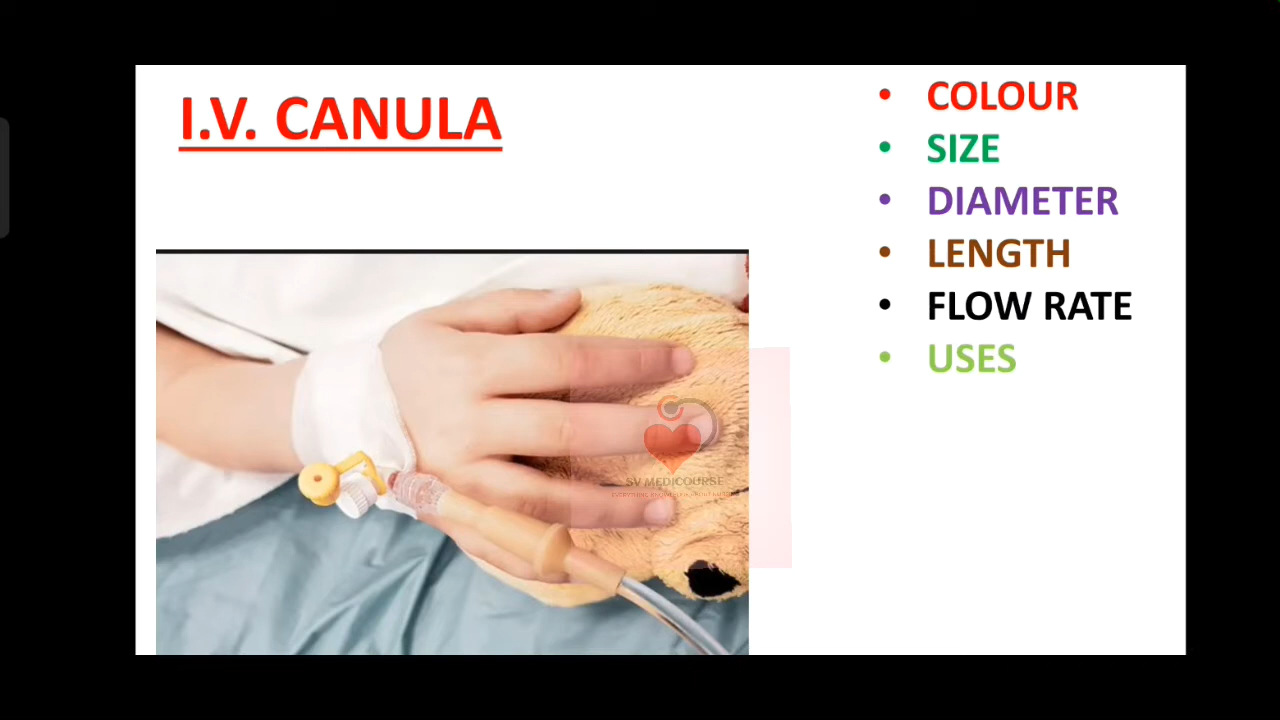 I.V. CANULA
• COLOUR
• SIZE
• DIAMETER
• LENGTH
• FLOW RATE
• USES
SV MEDICOURSE